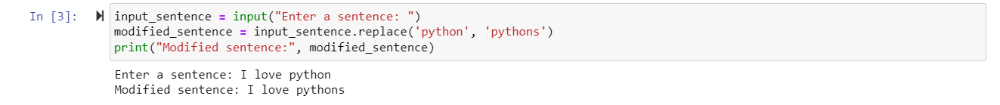 In [3]: input_sentence = input("Enter a sentence: ")
modified_sentence = input_sentence.replace('python', 'pythons')
print("Modified sentence:", modified_sentence)
Enter a sentence: I love python
Modified sentence: I love pythons